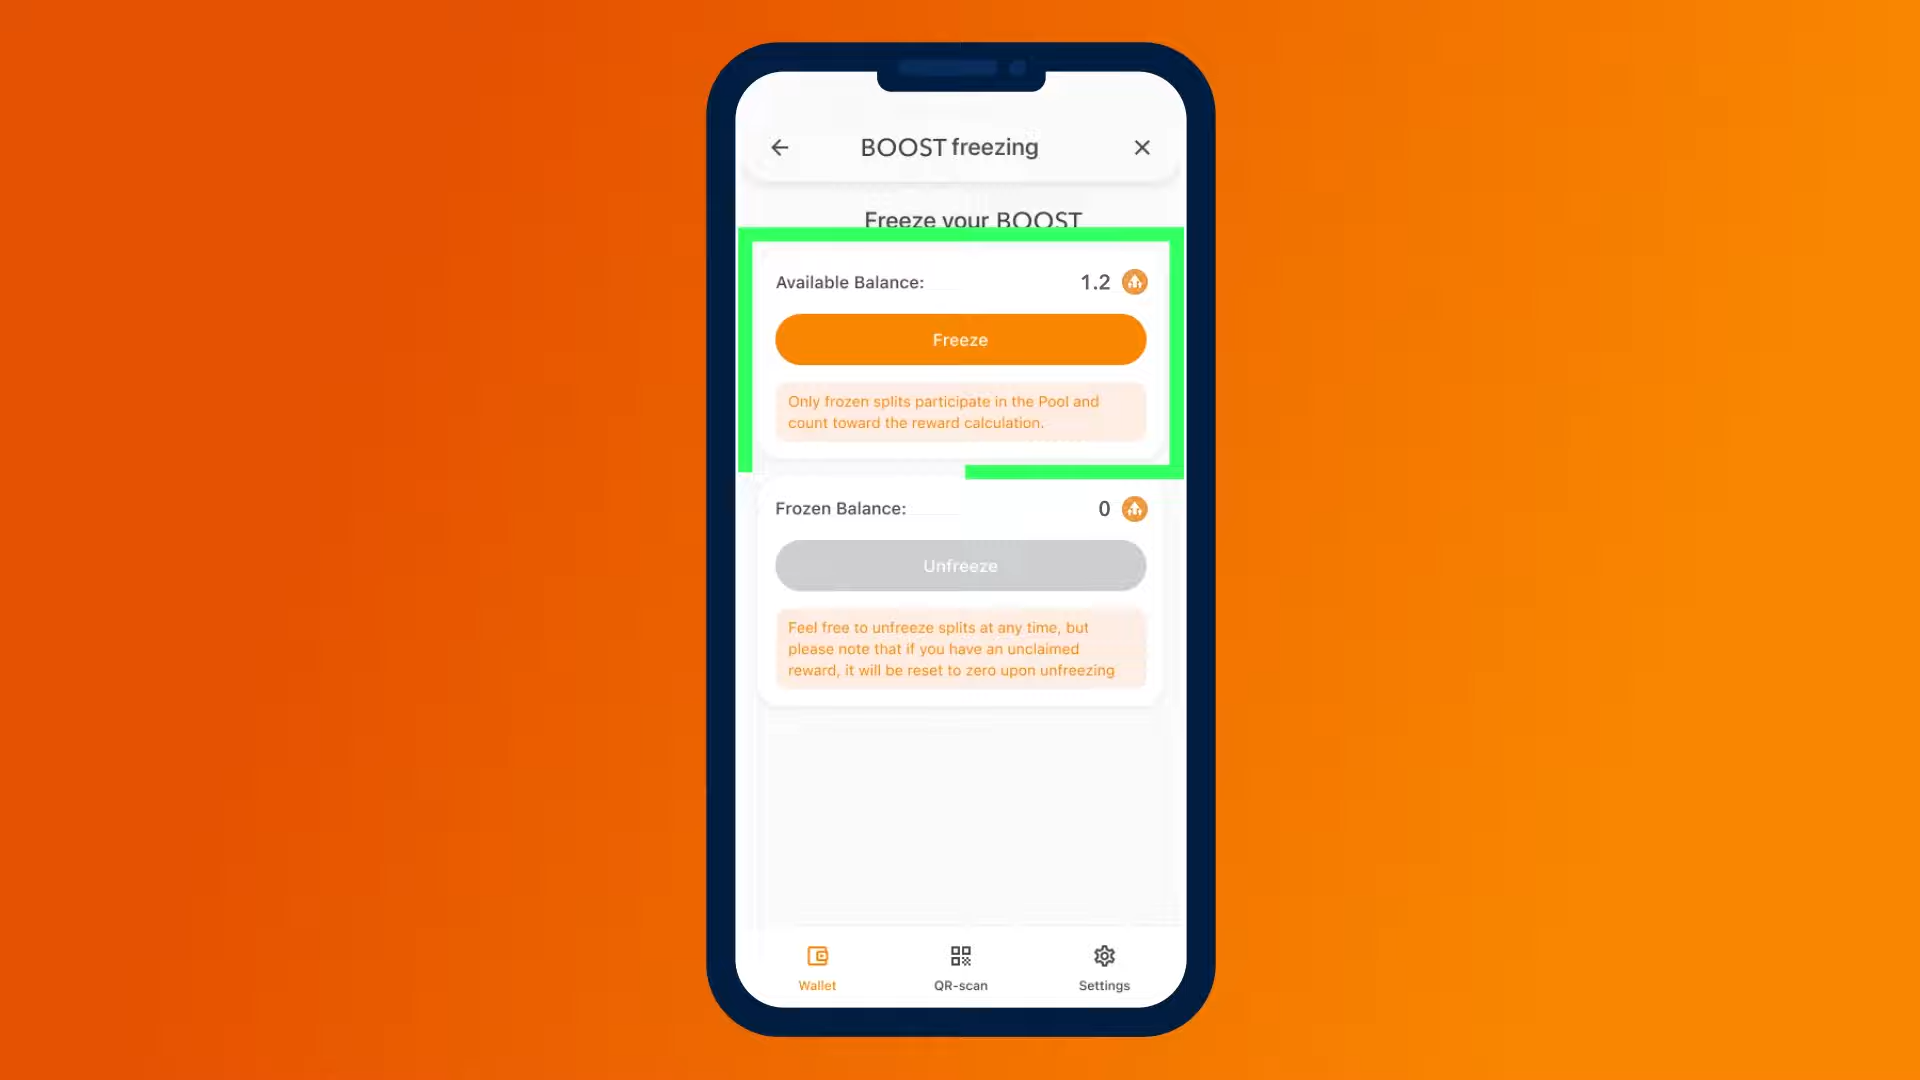 BOOST freezing
Freeze your BOOST
Available Balance: 1.2
Freeze
Only frozen splits participate in the Pool and
count toward the reward calculation.
Frozen Balance: 0
Unfreeze
Feel free to unfreeze splits at any time, but
please note that if you have an unclaimed
reward, it will be reset to zero upon unfreezing
Wallet QR-scan Settings